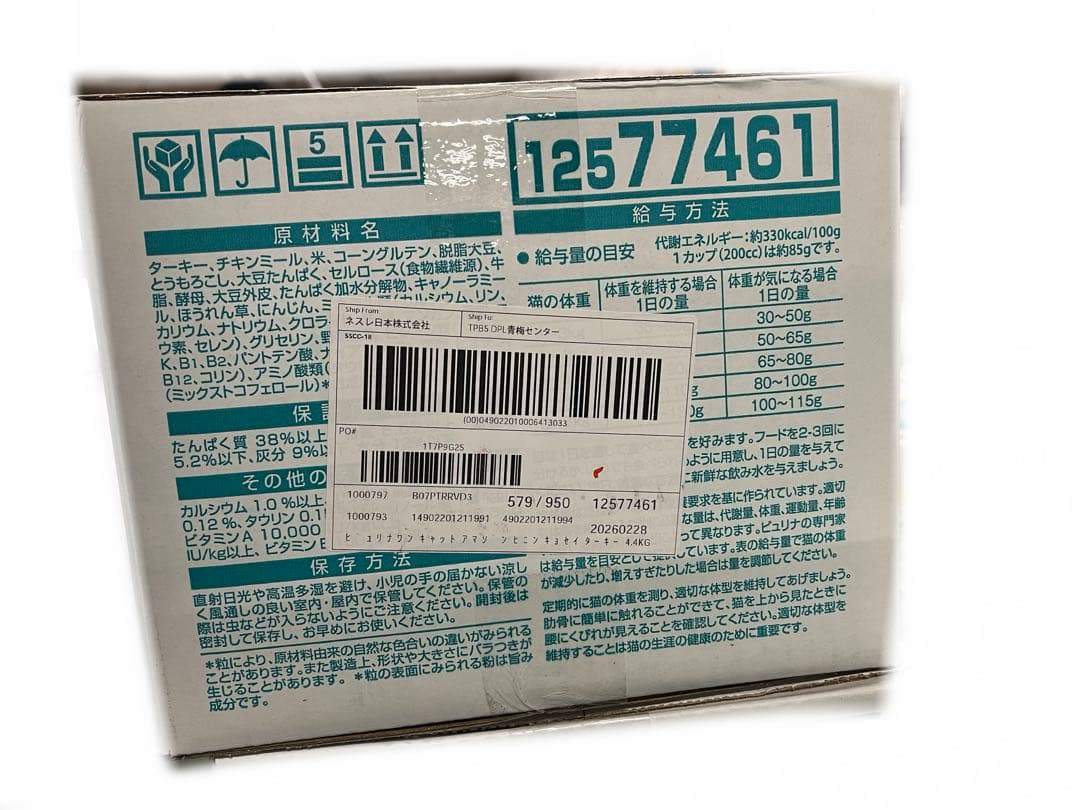 5
12577461
原材料名
ターキー、チキンミール、米、コーングルテン、脱脂大豆、
とうもろこし、大豆たんぱく、セルロース(食物繊維源)、牛
脂、酵母、大豆外皮、たんぱく加水分解物、キャノーラミー
ル、ほうれん草、にんじん、ミ
(カルシウム、リン、
カリウム、ナトリウム、クロラ
ウ素、セレン)、グリセリン、野
K、B1、B2、パントテン酸、ナ
B12、コリン)、アミノ酸類(
(ミックストコフェロール)*
保
たんぱく質 38%以上
5.2%以下、灰分 9%以
その他の
カルシウム 1.0%以上、
0.12%、タウリン 0.1
ビタミンA 10,000
IU/kg以上、ビタミン
保存方法
直射日光や高温多湿を避け、小児の手の届かない涼し
く風通しの良い室内・屋内で保管してください。保管の
際は虫などが入らないようにご注意ください。開封後は
密封して保存し、お早めにお使いください。
*粒により、原材料由来の自然な色合いの違いがみられる
ことがあります。また製造上、形状や大きさにバラつきが
生じることがあります。 *粒の表面にみられる粉は旨み
成分です。
給与方法
● 給与量の目安
代謝エネルギー:約330kcal/100g
1カップ(200cc)は約85gです。
猫の体重
体重を維持する場合
1日の量
体重が気になる場合
1日の量
30~50g
50~65g
65~80g
80~100g
100~115g
を好みます。フードを2-3回に
ように用意し、1日の量を与えて
に新鮮な飲み水を与えましょう。
要求を基に作られています。適切
な量は、代謝量、体重、運動量、年齢
って異なります。ピュリナの専門家
は給与量を目安として提供しています。表の給与量で猫の体重
が減少したり、増えすぎたりした場合は量を調節してください。
定期的に猫の体重を測り、適切な体型を維持してあげましょう。
肋骨に簡単に触れることができて、猫を上から見たときに
腰にくびれが見えることを確認してください。適切な体型を
維持することは猫の生涯の健康のために重要です。
Ship From:
ネスレ日本株式会社
Ship To:
TPB5 DPL青梅センター
SSCC-18
(00)049022010006413033
PO#
1T7P9G2S
1000797 B07PTRRVD3 579/950 12577461
1000793 14902201211991 4902201211994 20260228
ピュリナワン キャット アマゾン ヒニンキョセイターキー 4.4KG